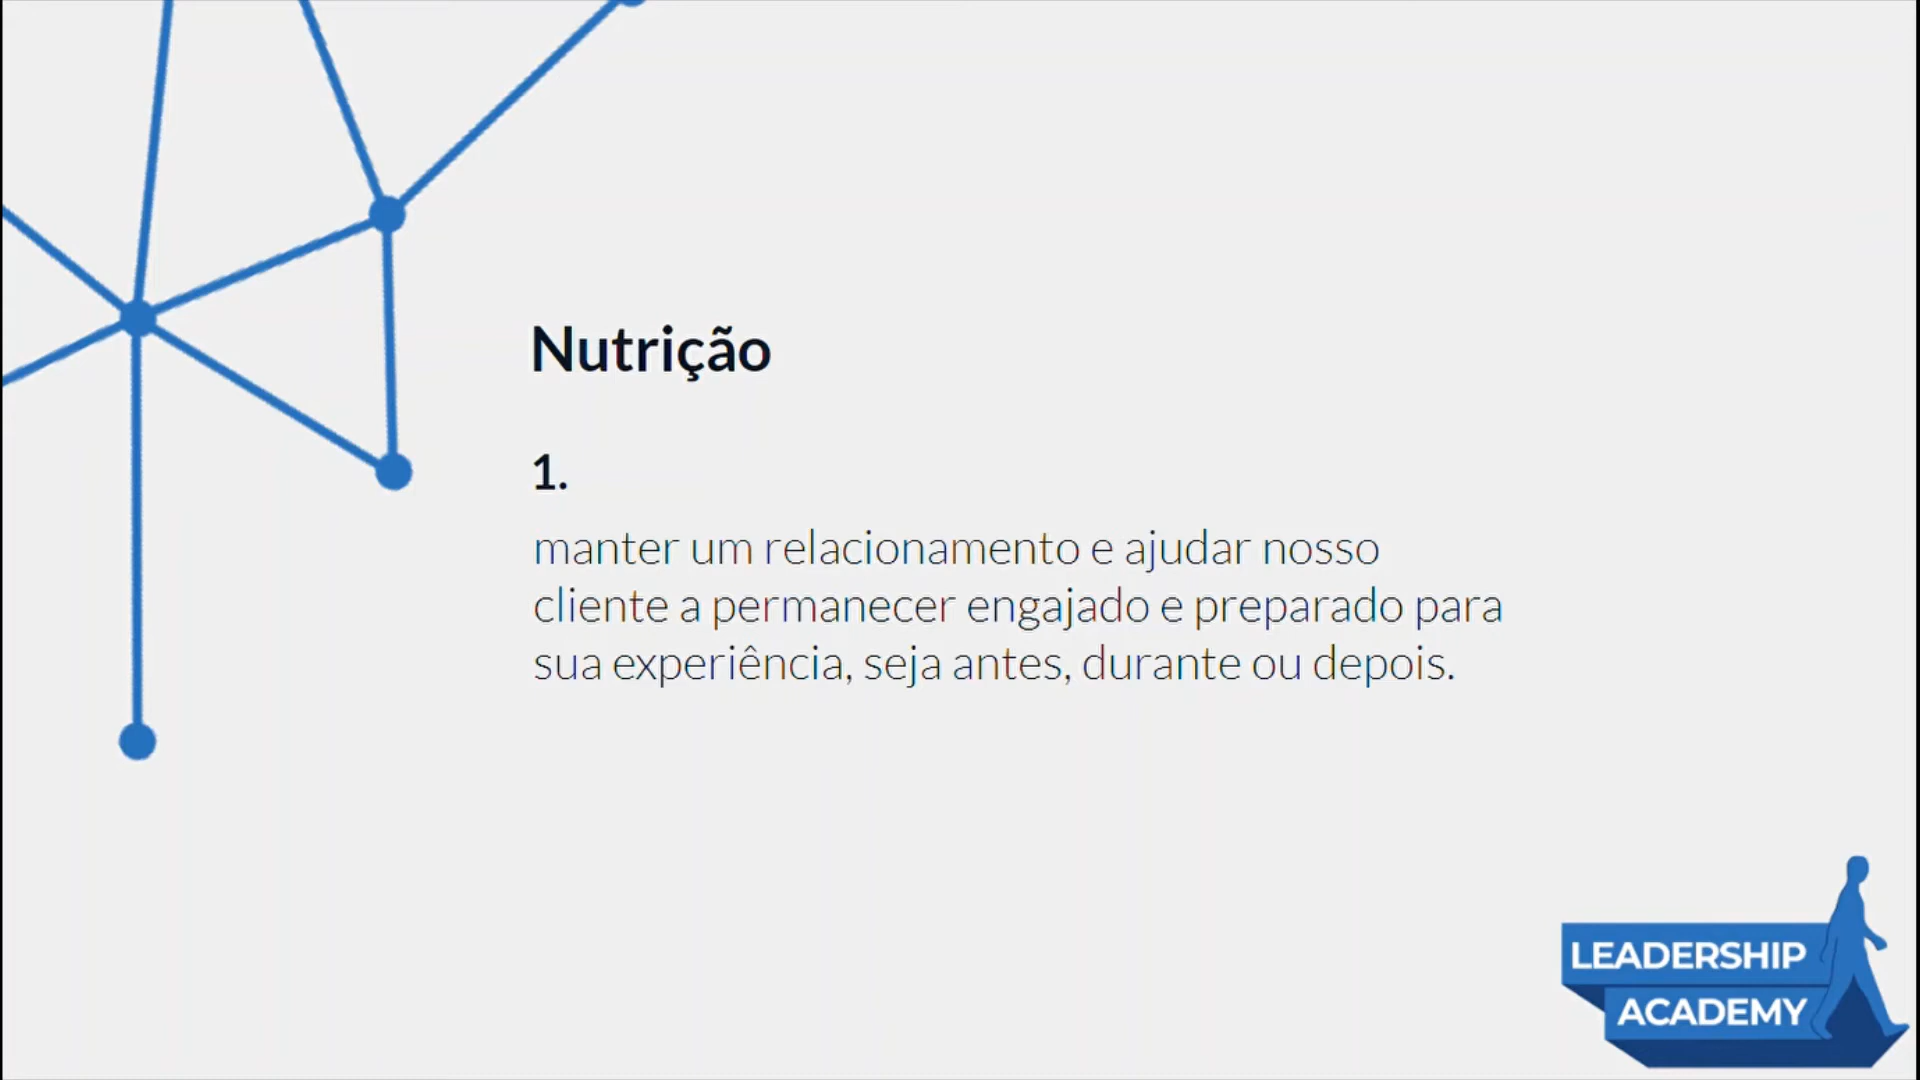 Nutrição
1.
manter um relacionamento e ajudar nosso
cliente a permanecer engajado e preparado para
sua experiência, seja antes, durante ou depois.
LEADERSHIP
ACADEMY